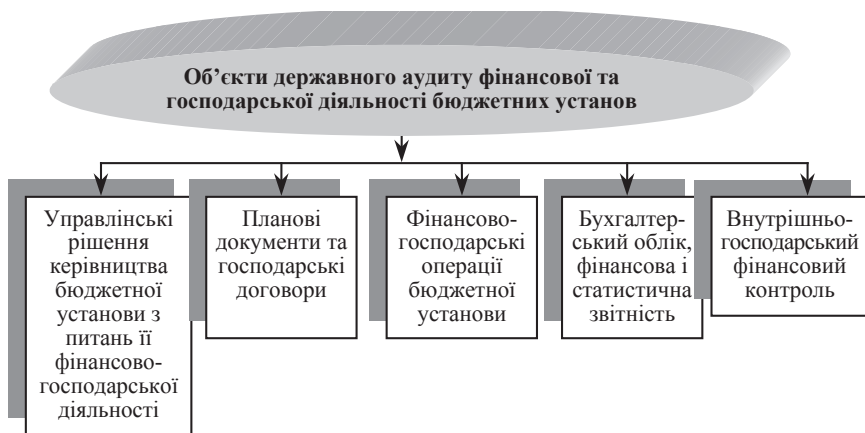 Об’єкти державного аудиту фінансової та
господарської діяльності бюджетних установ
Управлінські
рішення
керівництва
бюджетної
установи з
питань її
фінансово-
господарської
діяльності
Планові
документи та
господарські
договори
Фінансово-
господарські
операції
бюджетної
установи
Бухгалтер-
ський облік,
фінансова і
статистична
звітність
Внутрішньо-
господарський
фінансовий
контроль